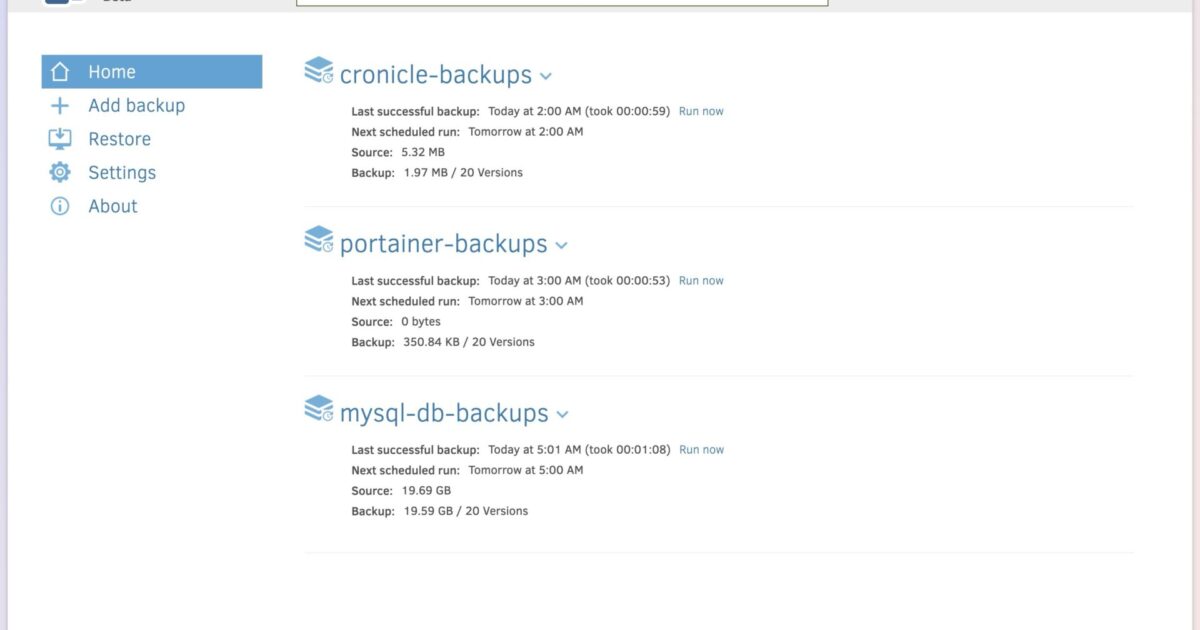 Home
Add backup
Restore
Settings
About
cronicle-backups
Last successful backup: Today at 2:00 AM (took 00:00:59) Run now
Next scheduled run: Tomorrow at 2:00 AM
Source: 5.32 MB
Backup: 1.97 MB / 20 Versions
portainer-backups
Last successful backup: Today at 3:00 AM (took 00:00:53) Run now
Next scheduled run: Tomorrow at 3:00 AM
Source: 0 bytes
Backup: 350.84 KB / 20 Versions
mysql-db-backups
Last successful backup: Today at 5:01 AM (took 00:01:08) Run now
Next scheduled run: Tomorrow at 5:00 AM
Source: 19.69 GB
Backup: 19.59 GB / 20 Versions